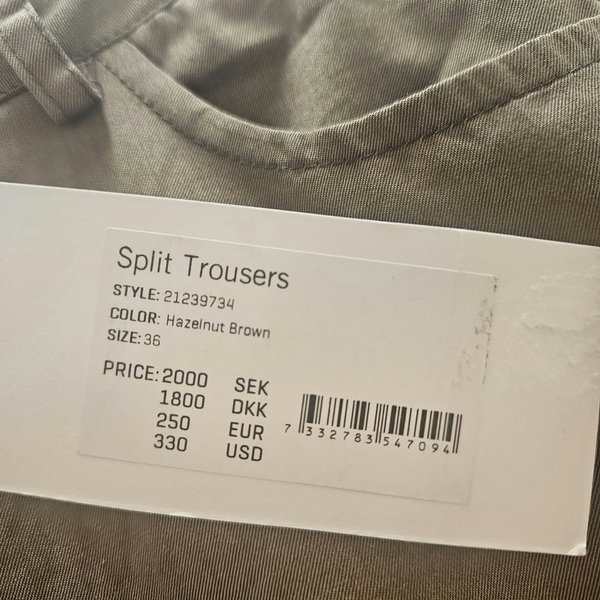 Split Trousers
STYLE: 21239734
COLOR: Hazelnut Brown
SIZE: 36
PRICE: 2000 SEK
1800 DKK
250 EUR
330 USD
7 332783 547094